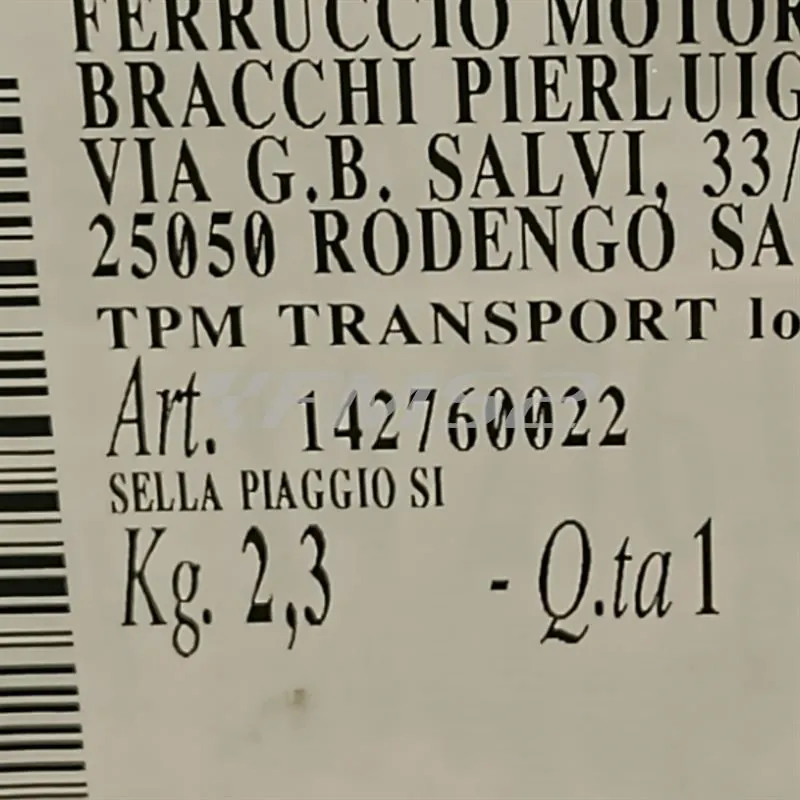 FERRUCCIO MOTOR
BRACCHI PIERLUIG
VIA G.B. SALVI, 33/
25050 RODENGO SA
TPM TRANSPORT lo
Art. 142760022
SELLA PIAGGIO SI
Kg. 2,3 - Q.ta 1